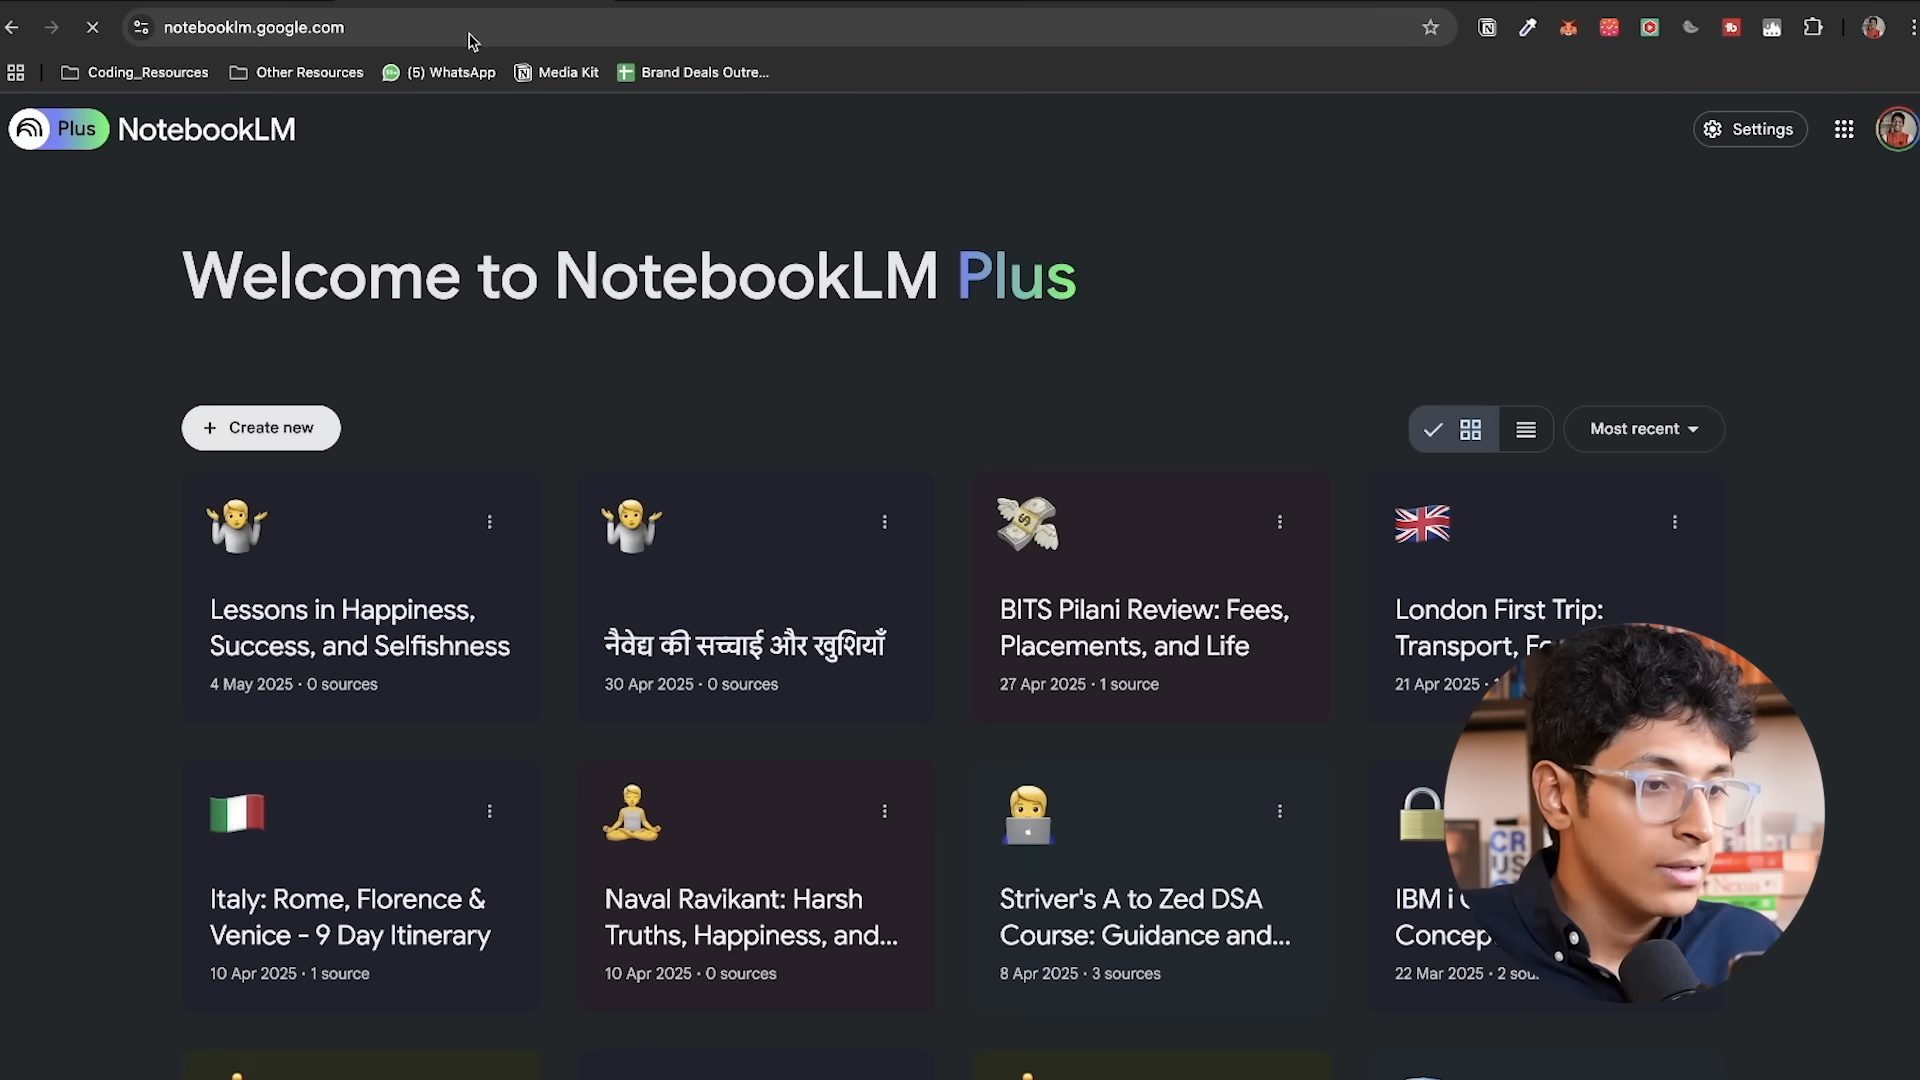 notebooklm.google.com
Coding_Resources
Other Resources
(5) WhatsApp
Media Kit
Brand Deals Outre...
Plus NotebookLM
Settings
Welcome to NotebookLM Plus
+ Create new
Most recent
Lessons in Happiness,
Success, and Selfishness
4 May 2025 · 0 sources
नैवेद्य की सच्चाई और खुशियाँ
30 Apr 2025 · 0 sources
BITS Pilani Review: Fees,
Placements, and Life
27 Apr 2025 · 1 source
London First Trip:
Transport,
21 Apr 2025 ·
Italy: Rome, Florence &
Venice - 9 Day Itinerary
10 Apr 2025 · 1 source
Naval Ravikant: Harsh
Truths, Happiness, and...
10 Apr 2025 · 0 sources
Striver's A to Zed DSA
Course: Guidance and...
8 Apr 2025 · 3 sources
IBM i
22 Mar 2025 · 2
CR
US
Nexus